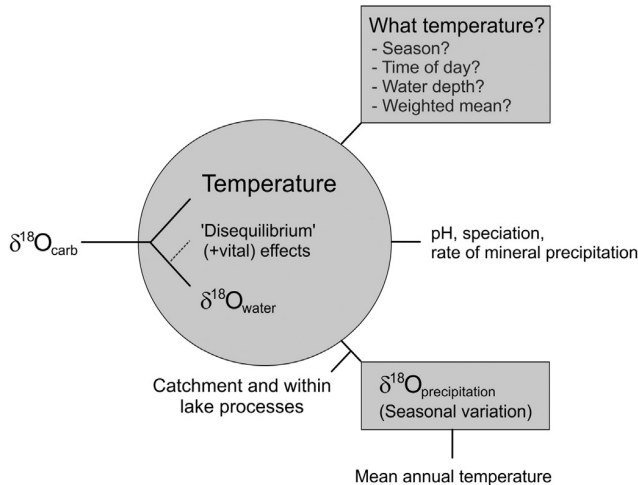 What temperature?
- Season?
- Time of day?
- Water depth?
- Weighted mean?
Temperature
'Disequilibrium'
(+vital) effects
δ¹⁸Ocarb
δ¹⁸Owater
pH, speciation,
rate of mineral precipitation
Catchment and within
lake processes
δ¹⁸Oprecipitation
(Seasonal variation)
Mean annual temperature